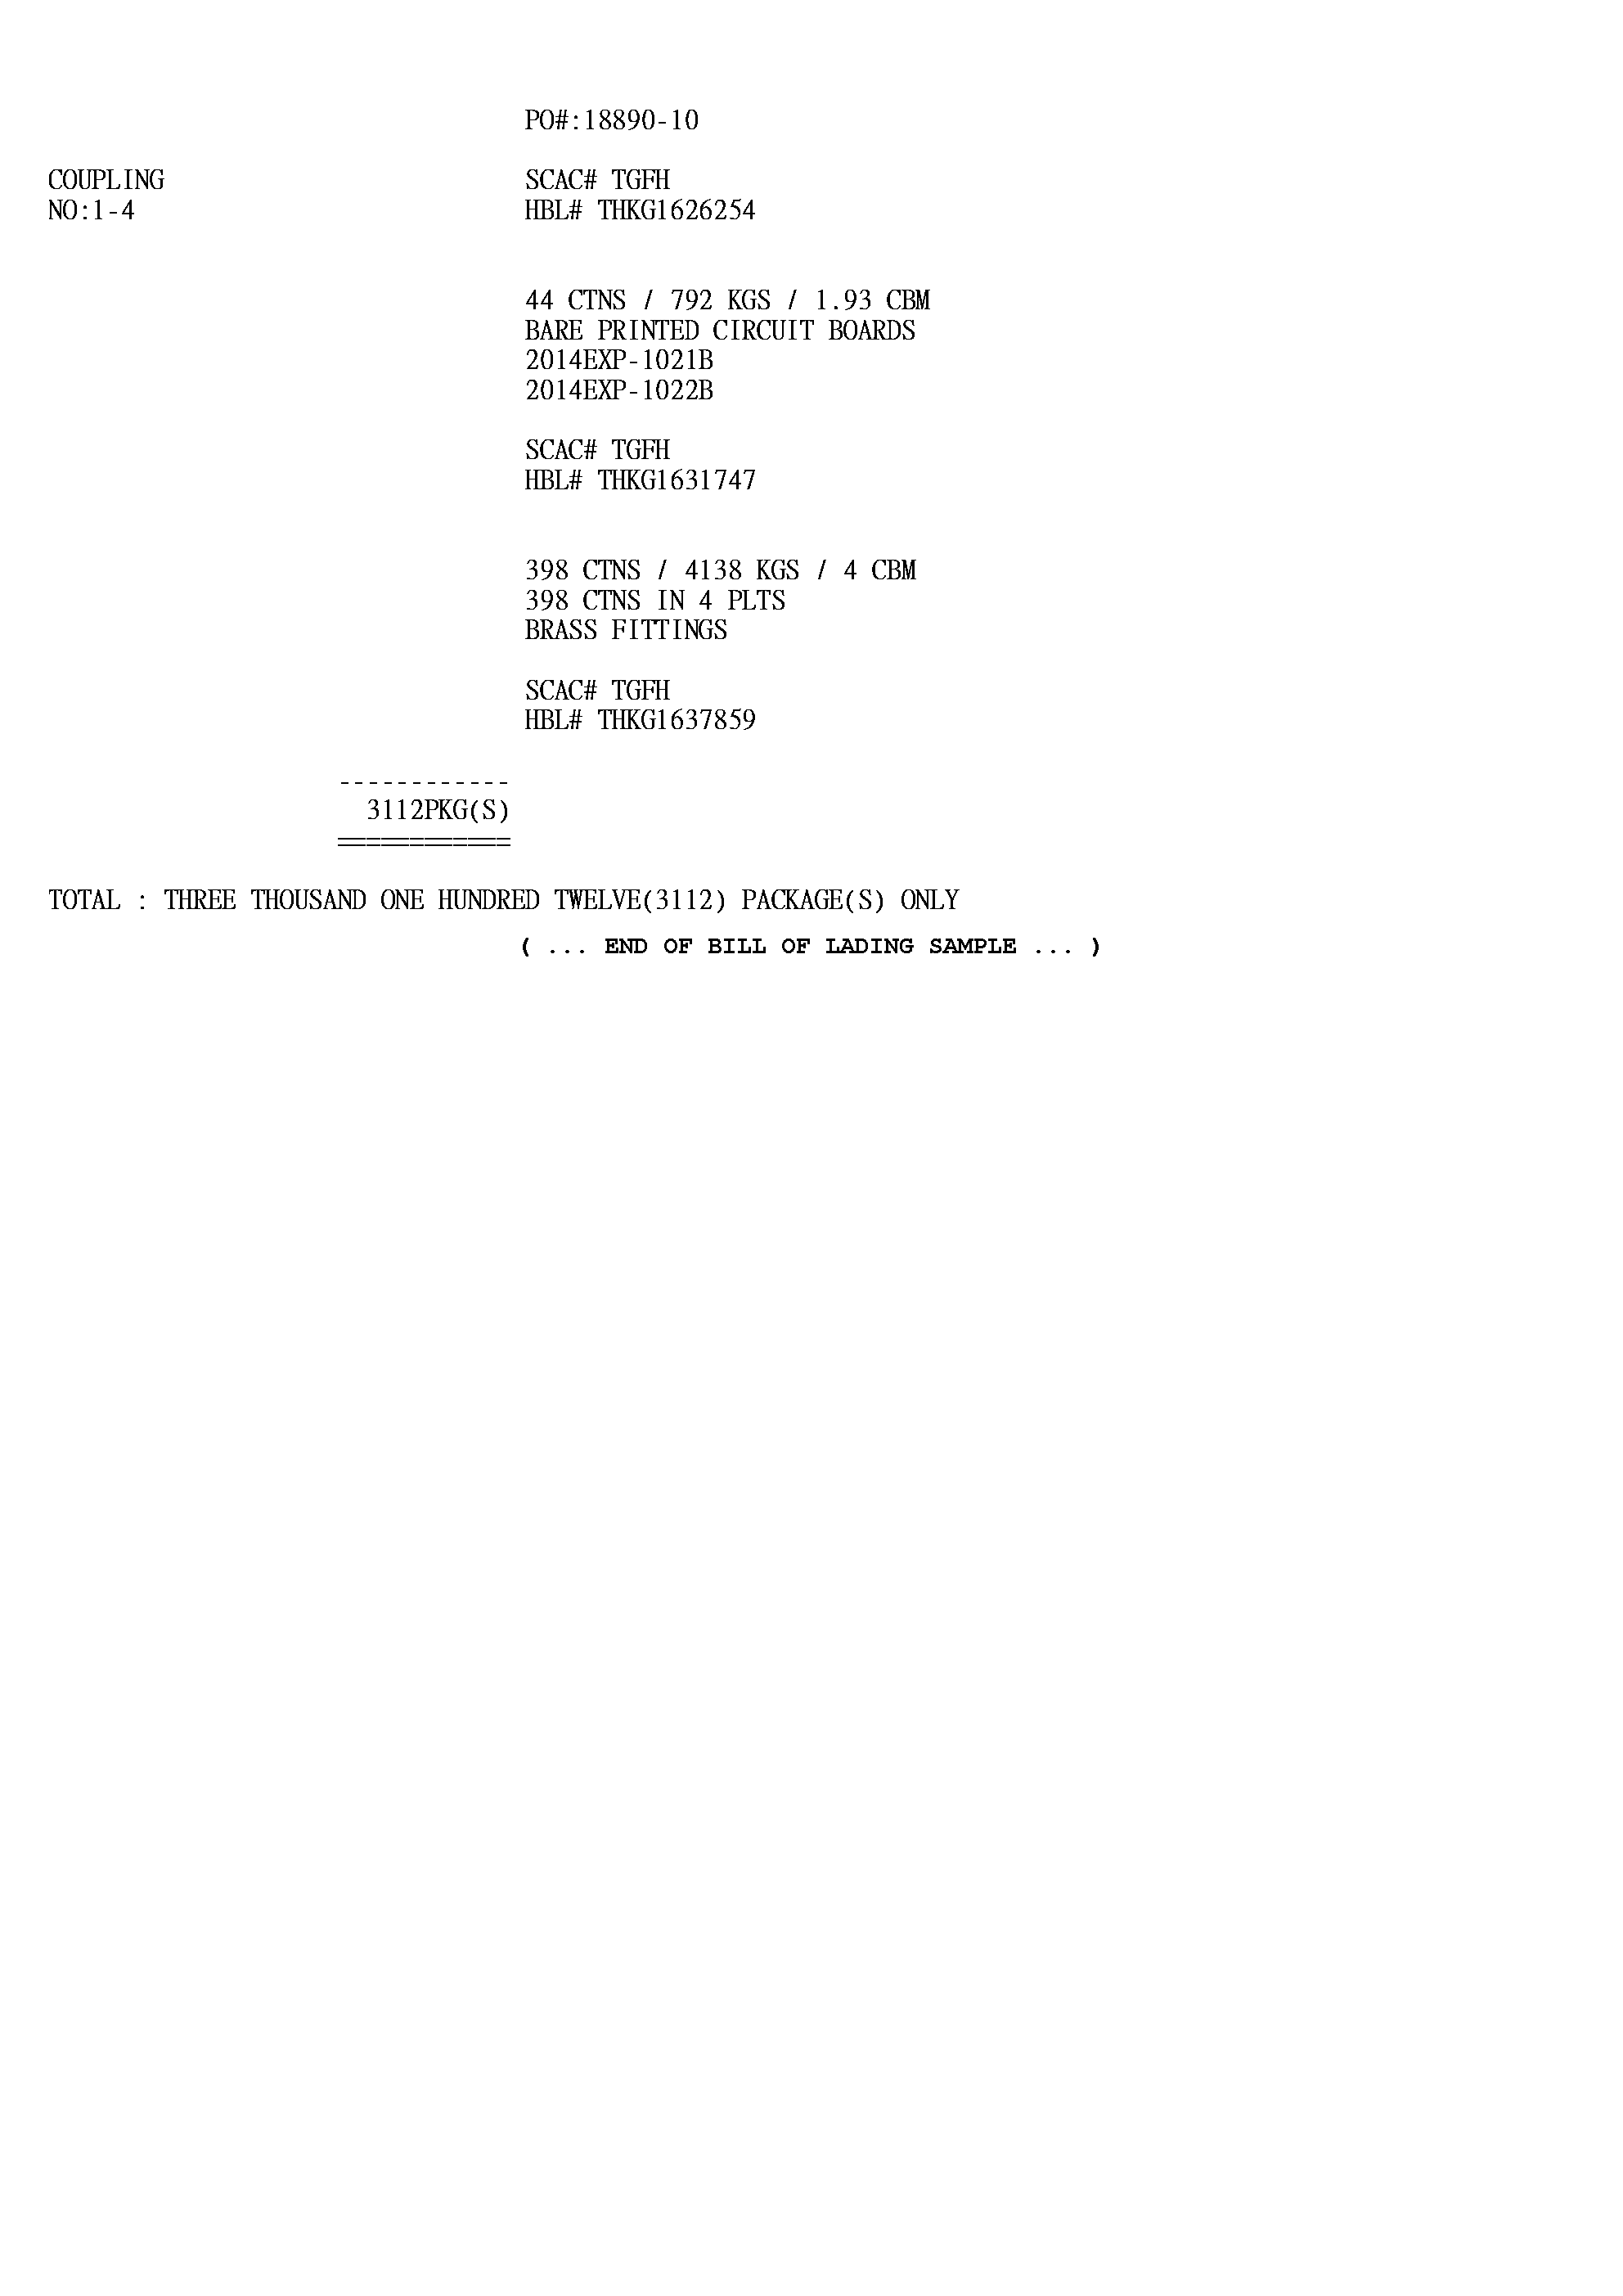 PO#:18890-10
COUPLING SCAC# TGFH
NO:1-4 HBL# THKG1626254
44 CTNS / 792 KGS / 1.93 CBM
BARE PRINTED CIRCUIT BOARDS
2014EXP-1021B
2014EXP-1022B
SCAC# TGFH
HBL# THKG1631747
398 CTNS / 4138 KGS / 4 CBM
398 CTNS IN 4 PLTS
BRASS FITTINGS
SCAC# TGFH
HBL# THKG1637859
------------
3112PKG(S)
============
TOTAL : THREE THOUSAND ONE HUNDRED TWELVE(3112) PACKAGE(S) ONLY
( ... END OF BILL OF LADING SAMPLE ... )